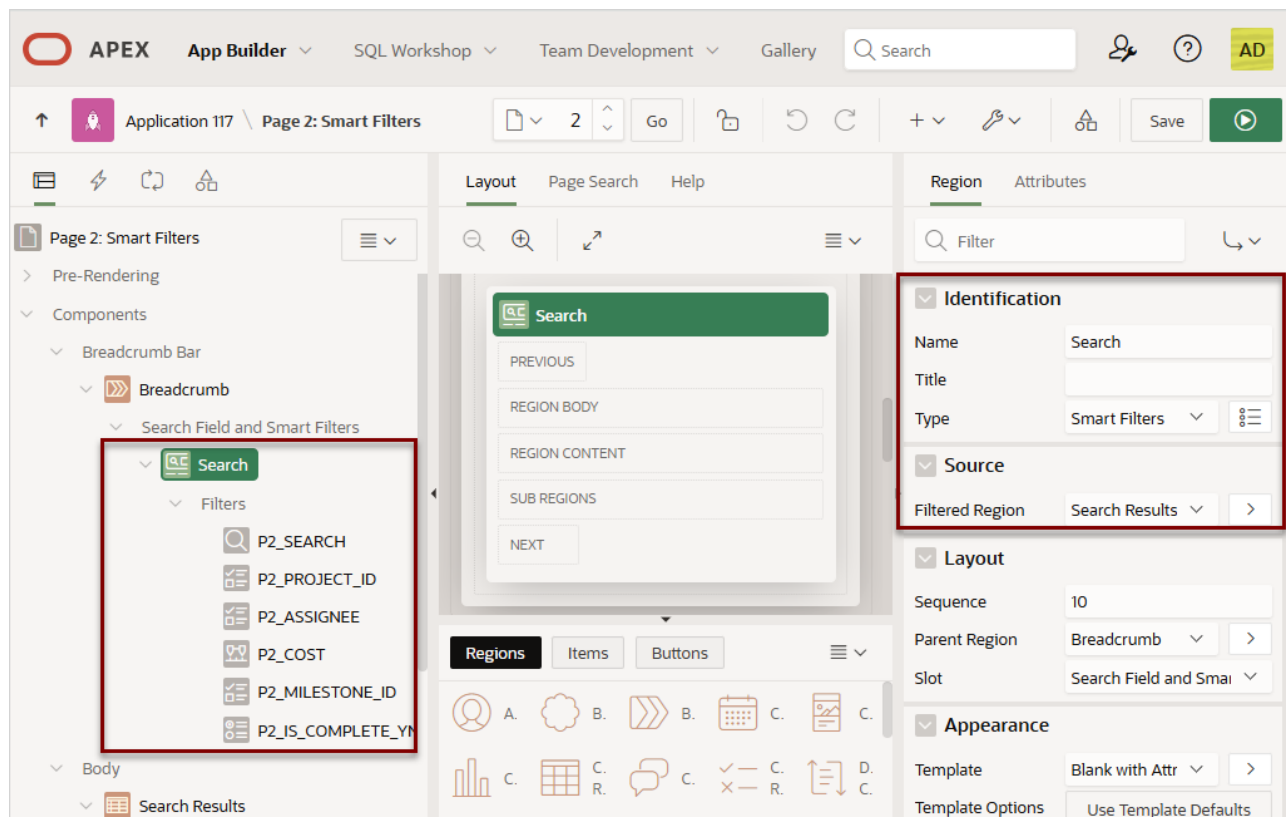 APEX App Builder SQL Workshop Team Development Gallery Search AD
Application 117 \ Page 2: Smart Filters 2 Go Save
Page 2: Smart Filters
Pre-Rendering
Components
Breadcrumb Bar
Breadcrumb
Search Field and Smart Filters
Search
Filters
P2_SEARCH
P2_PROJECT_ID
P2_ASSIGNEE
P2_COST
P2_MILESTONE_ID
P2_IS_COMPLETE_YN
Body
Search Results
Layout Page Search Help
Search
PREVIOUS
REGION BODY
REGION CONTENT
SUB REGIONS
NEXT
Regions Items Buttons
A. B. B. C. C.
C. C. R. C. C. R. D. C.
Region Attributes
Filter
Identification
Name Search
Title
Type Smart Filters
Source
Filtered Region Search Results
Layout
Sequence 10
Parent Region Breadcrumb
Slot Search Field and Smar
Appearance
Template Blank with Attr
Template Options Use Template Defaults